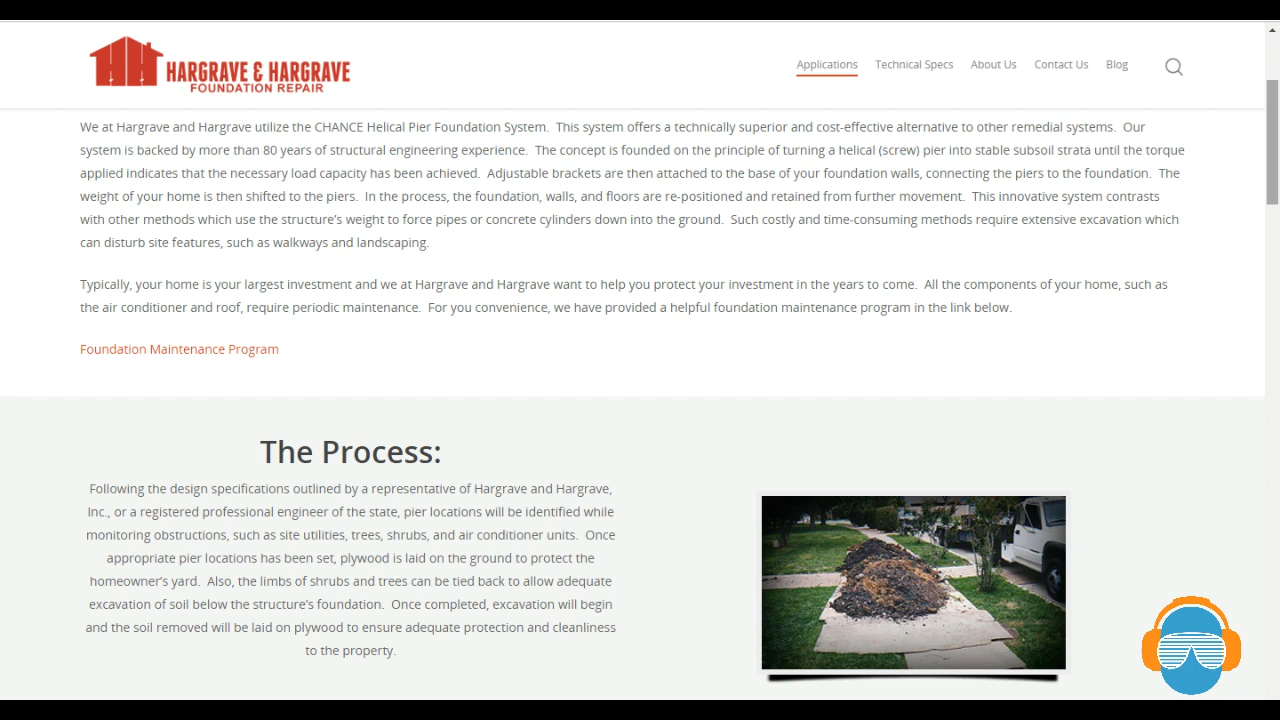 HARGRAVE & HARGRAVE
FOUNDATION REPAIR
Applications Technical Specs About Us Contact Us Blog
We at Hargrave and Hargrave utilize the CHANCE Helical Pier Foundation System.  This system offers a technically superior and cost-effective alternative to other remedial systems.  Our
system is backed by more than 80 years of structural engineering experience.  The concept is founded on the principle of turning a helical (screw) pier into stable subsoil strata until the torque
applied indicates that the necessary load capacity has been achieved.  Adjustable brackets are then attached to the base of your foundation walls, connecting the piers to the foundation.  The
weight of your home is then shifted to the piers.  In the process, the foundation, walls, and floors are re-positioned and retained from further movement.  This innovative system contrasts
with other methods which use the structure’s weight to force pipes or concrete cylinders down into the ground.  Such costly and time-consuming methods require extensive excavation which
can disturb site features, such as walkways and landscaping.
Typically, your home is your largest investment and we at Hargrave and Hargrave want to help you protect your investment in the years to come.  All the components of your home, such as
the air conditioner and roof, require periodic maintenance.  For you convenience, we have provided a helpful foundation maintenance program in the link below.
Foundation Maintenance Program
The Process:
Following the design specifications outlined by a representative of Hargrave and Hargrave,
Inc., or a registered professional engineer of the state, pier locations will be identified while
monitoring obstructions, such as site utilities, trees, shrubs, and air conditioner units.  Once
appropriate pier locations has been set, plywood is laid on the ground to protect the
homeowner’s yard.  Also, the limbs of shrubs and trees can be tied back to allow adequate
excavation of soil below the structure’s foundation.  Once completed, excavation will begin
and the soil removed will be laid on plywood to ensure adequate protection and cleanliness
to the property.